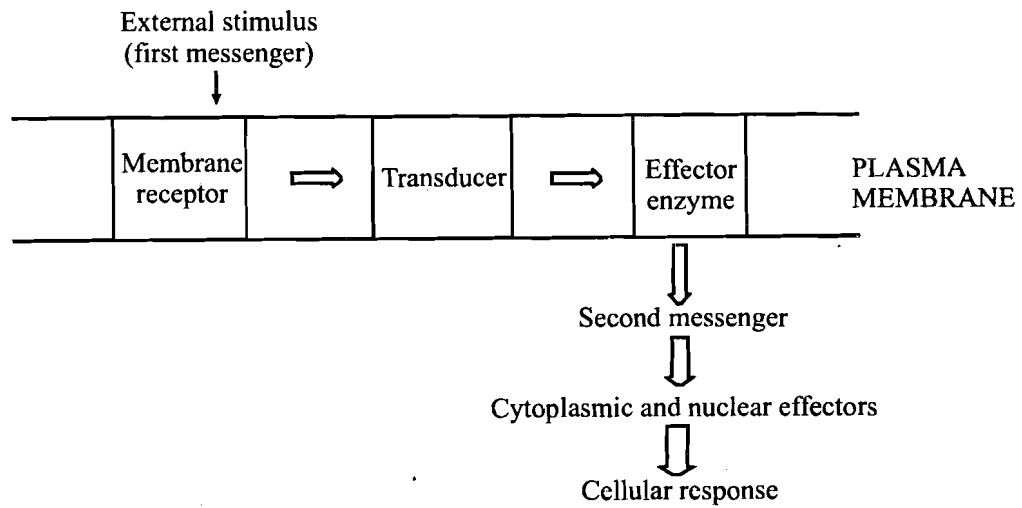 External stimulus
(first messenger)
Membrane
receptor
Transducer
Effector
enzyme
PLASMA
MEMBRANE
Second messenger
Cytoplasmic and nuclear effectors
Cellular response